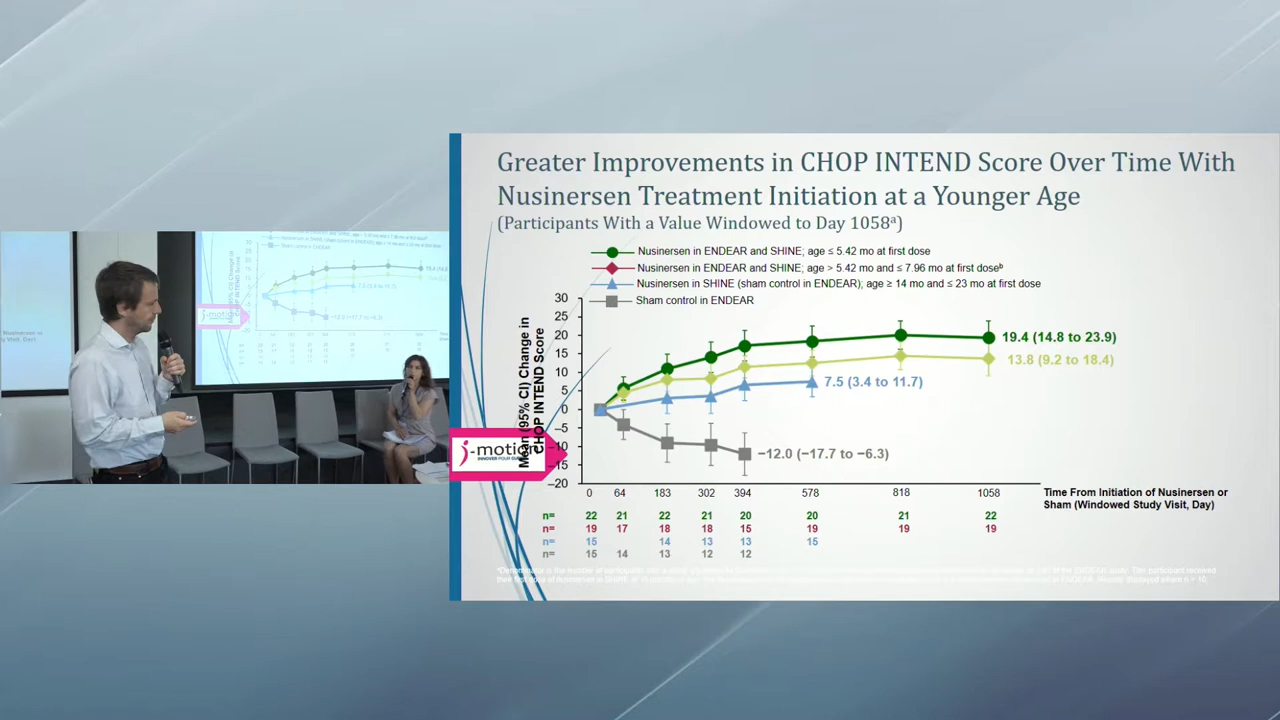 Greater Improvements in CHOP INTEND Score Over Time With
Nusinersen Treatment Initiation at a Younger Age
(Participants With a Value Windowed to Day 1058ᵃ)
Nusinersen in ENDEAR and SHINE; age ≤ 5.42 mo at first dose
Nusinersen in ENDEAR and SHINE; age > 5.42 mo and ≤ 7.96 mo at first doseᵇ
Nusinersen in SHINE (sham control in ENDEAR); age ≥ 14 mo and ≤ 23 mo at first dose
Sham control in ENDEAR
Mean (95% CI) Change in
CHOP INTEND Score
30
25
20
15
10
5
0
−5
−10
−15
−20
19.4 (14.8 to 23.9)
13.8 (9.2 to 18.4)
7.5 (3.4 to 11.7)
−12.0 (−17.7 to −6.3)
i-motion
INNOVER POUR
0 64 183 302 394 578 818 1058
Time From Initiation of Nusinersen or
Sham (Windowed Study Visit, Day)
n= 22 21 22 21 20 20 21 22
n= 19 17 18 18 15 19 19 19
n= 15 14 13 13 15
n= 15 14 13 12 12